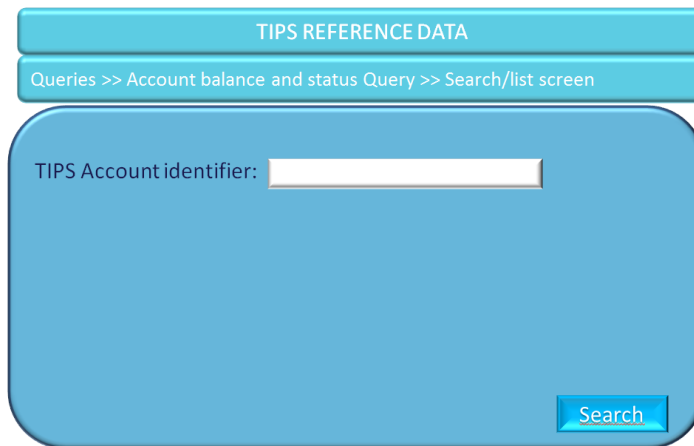 TIPS REFERENCE DATA
Queries >> Account balance and status Query >> Search/list screen
TIPS Account identifier:
Search